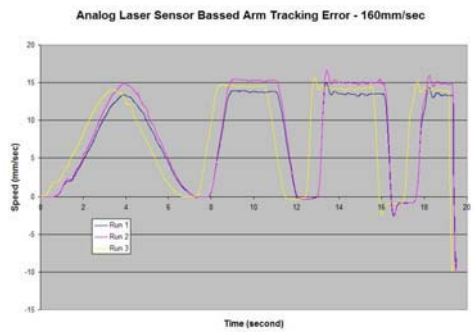 Analog Laser Sensor Bassed Arm Tracking Error - 160mm/sec
20
15
10
5
0
-5
-10
-15
0 2 4 6 8 10 12 14 16 18 20
Speed (mm/sec)
Run 1
Run 2
Run 3
Time (second)